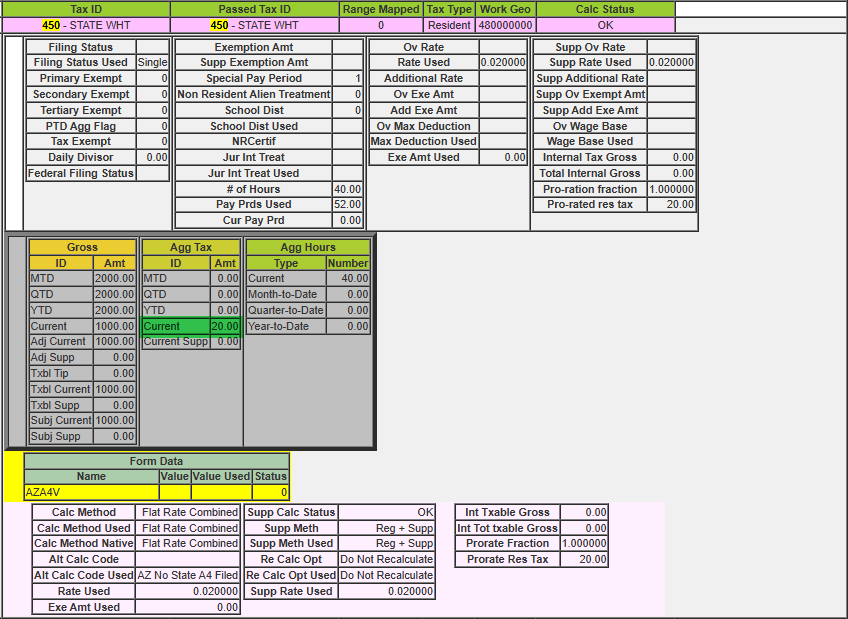 Tax ID Passed Tax ID Range Mapped Tax Type Work Geo Calc Status
450 - STATE WHT 450 - STATE WHT 0 Resident 480000000 OK
Filing Status
Filing Status Used Single
Primary Exempt 0
Secondary Exempt 0
Tertiary Exempt 0
PTD Agg Flag 0
Tax Exempt 0
Daily Divisor 0.00
Federal Filing Status
Exemption Amt
Supp Exemption Amt
Special Pay Period 1
Non Resident Alien Treatment 0
School Dist 0
School Dist Used
NRCertif
Jur Int Treat
Jur Int Treat Used
# of Hours 40.00
Pay Prds Used 52.00
Cur Pay Prd 0.00
Ov Rate
Rate Used 0.020000
Additional Rate
Ov Exe Amt
Add Exe Amt
Ov Max Deduction
Max Deduction Used
Exe Amt Used 0.00
Supp Ov Rate
Supp Rate Used 0.020000
Supp Additional Rate
Supp Ov Exempt Amt
Supp Add Exe Amt
Ov Wage Base
Wage Base Used
Internal Tax Gross 0.00
Total Internal Gross 0.00
Pro-ration fraction 1.000000
Pro-rated res tax 20.00
Gross
ID Amt
MTD 2000.00
QTD 2000.00
YTD 2000.00
Current 1000.00
Adj Current 1000.00
Adj Supp 0.00
Txbl Tip 0.00
Txbl Current 1000.00
Txbl Supp 0.00
Subj Current 1000.00
Subj Supp 0.00
Agg Tax
ID Amt
MTD 0.00
QTD 0.00
YTD 0.00
Current 20.00
Current Supp 0.00
Agg Hours
Type Number
Current 40.00
Month-to-Date 0.00
Quarter-to-Date 0.00
Year-to-Date 0.00
Form Data
Name Value Value Used Status
AZA4V 0
Calc Method Flat Rate Combined
Calc Method Used Flat Rate Combined
Calc Method Native Flat Rate Combined
Alt Calc Code
Alt Calc Code Used AZ No State A4 Filed
Rate Used 0.020000
Exe Amt Used 0.00
Supp Calc Status OK
Supp Meth Reg + Supp
Supp Meth Used Reg + Supp
Re Calc Opt Do Not Recalculate
Re Calc Opt Used Do Not Recalculate
Supp Rate Used 0.020000
Int Txable Gross 0.00
Int Tot txable Gross 0.00
Prorate Fraction 1.000000
Prorate Res Tax 20.00